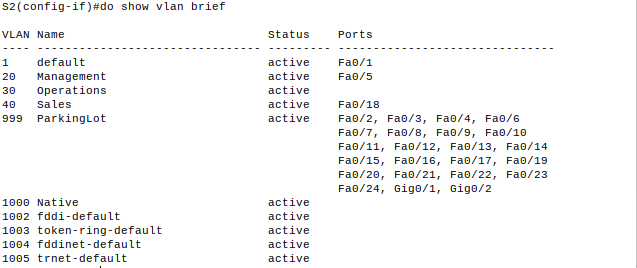 S2(config-if)#do show vlan brief
VLAN Name                             Status    Ports
---- -------------------------------- --------- -------------------------------
1    default                          active    Fa0/1
20   Management                       active    Fa0/5
30   Operations                       active
40   Sales                            active    Fa0/18
999  ParkingLot                       active    Fa0/2, Fa0/3, Fa0/4, Fa0/6
                                                Fa0/7, Fa0/8, Fa0/9, Fa0/10
                                                Fa0/11, Fa0/12, Fa0/13, Fa0/14
                                                Fa0/15, Fa0/16, Fa0/17, Fa0/19
                                                Fa0/20, Fa0/21, Fa0/22, Fa0/23
                                                Fa0/24, Gig0/1, Gig0/2
1000 Native                           active
1002 fddi-default                     active
1003 token-ring-default               active
1004 fddinet-default                  active
1005 trnet-default                    active